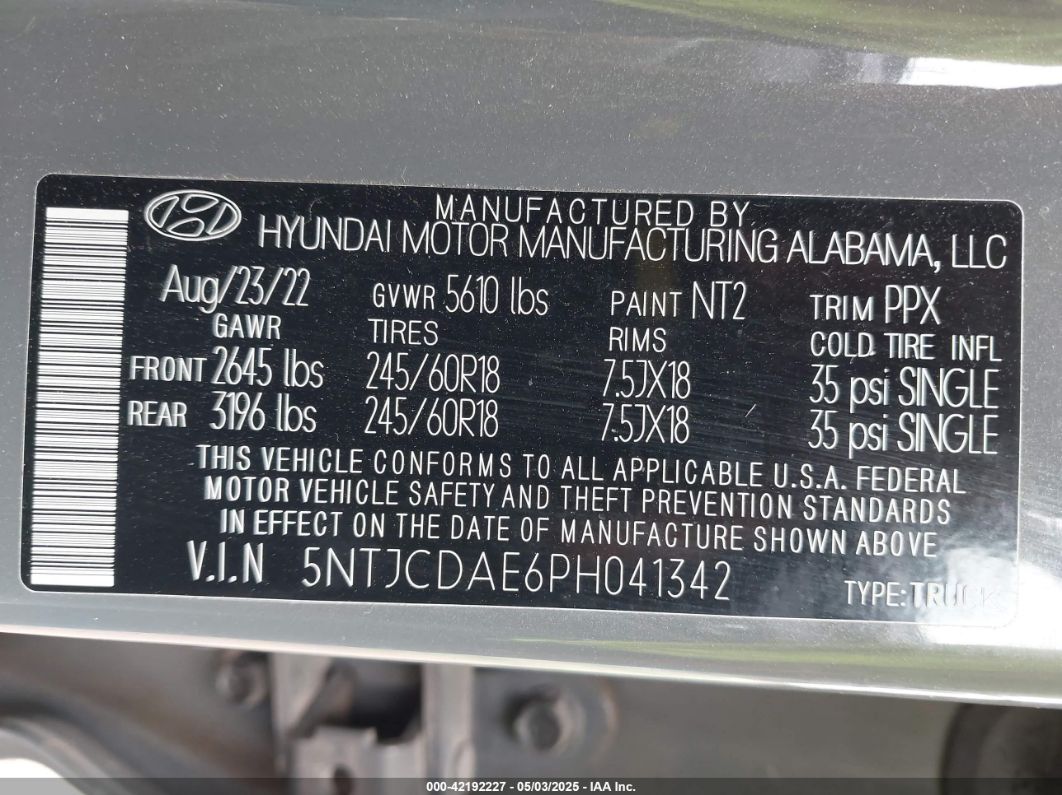 MANUFACTURED BY
HYUNDAI MOTOR MANUFACTURING ALABAMA, LLC
Aug/23/22 GVWR 5610 lbs PAINT NT2 TRIM PPX
GAWR TIRES RIMS COLD TIRE INFL
FRONT 2645 lbs 245/60R18 7.5JX18 35 psi SINGLE
REAR 3196 lbs 245/60R18 7.5JX18 35 psi SINGLE
THIS VEHICLE CONFORMS TO ALL APPLICABLE U.S.A. FEDERAL
MOTOR VEHICLE SAFETY AND THEFT PREVENTION STANDARDS
IN EFFECT ON THE DATE OF MANUFACTURE SHOWN ABOVE
V.I.N 5NTJCDAE6PH041342 TYPE:TRUCK
000-42192227 - 05/03/2025 - IAA Inc.